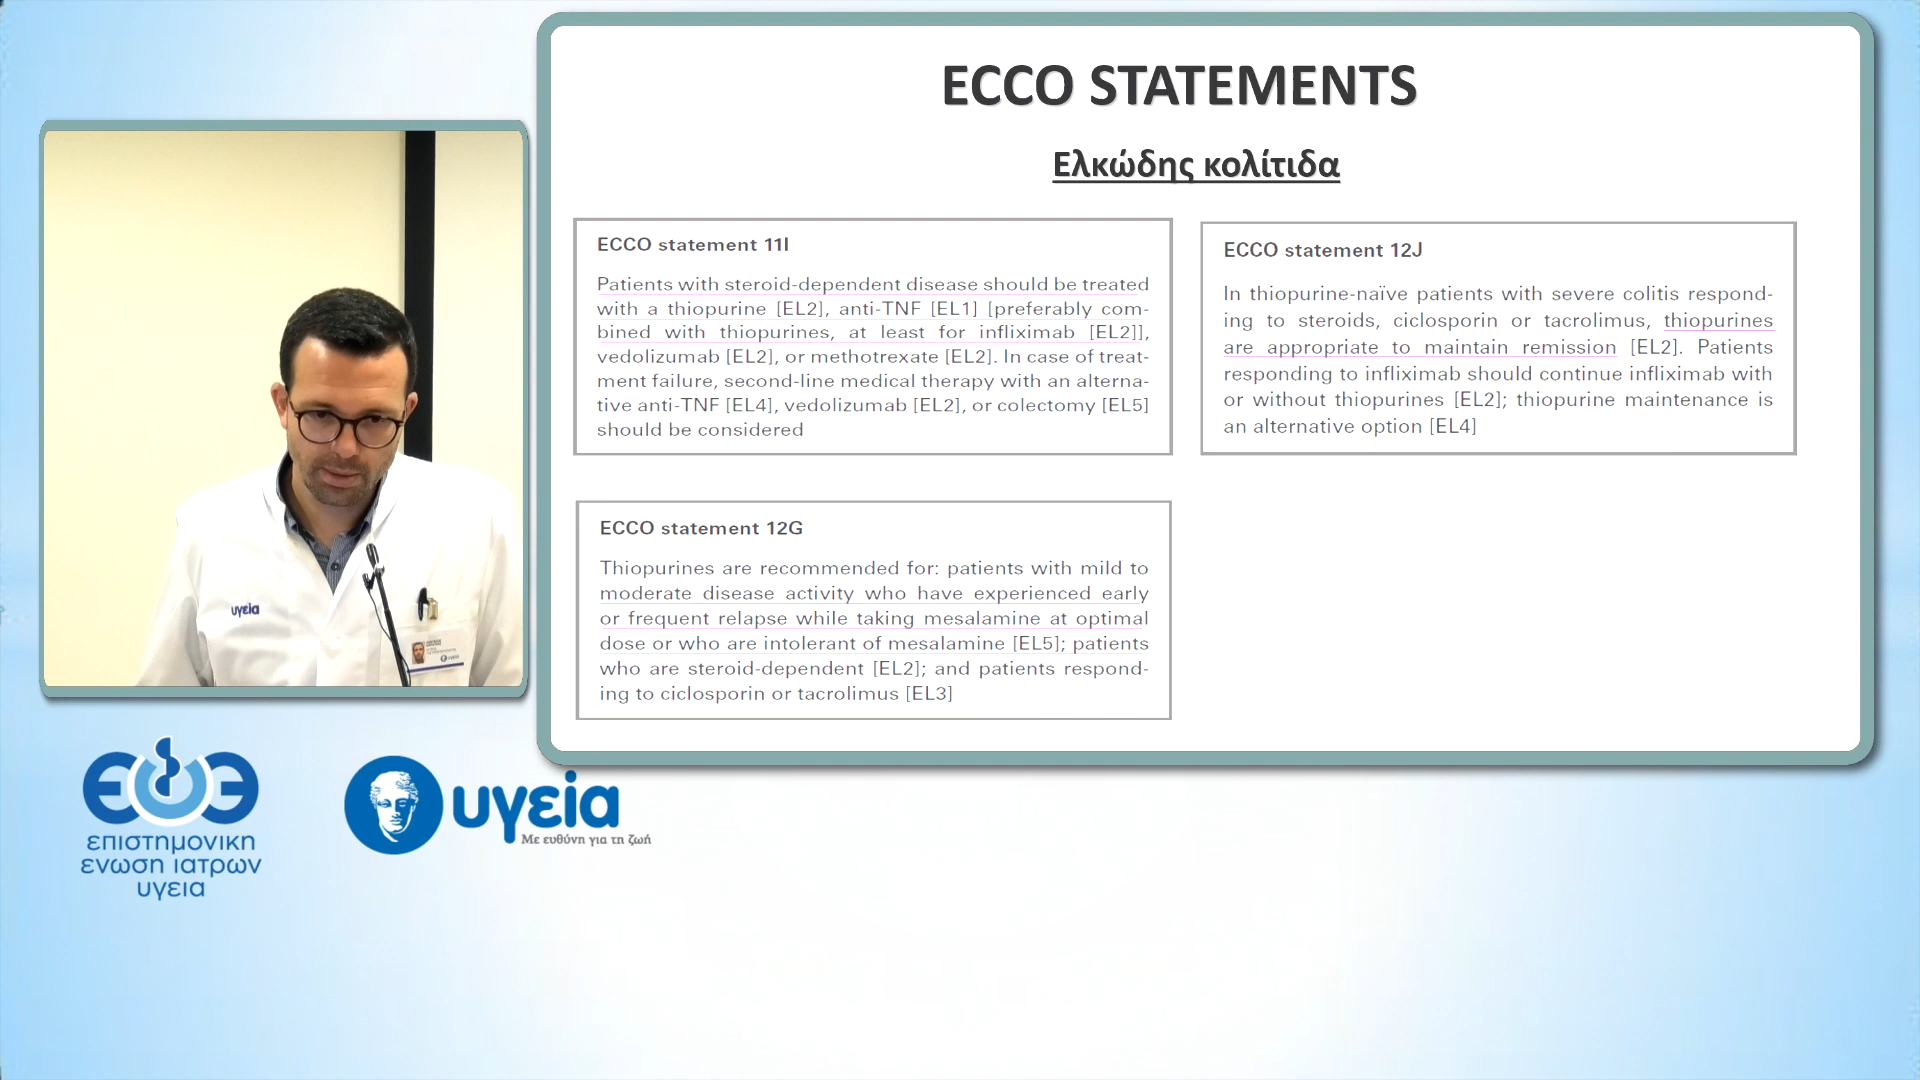 ECCO STATEMENTS
Ελκώδης κολίτιδα
ECCO statement 11I
Patients with steroid-dependent disease should be treated
with a thiopurine [EL2], anti-TNF [EL1] [preferably com-
bined with thiopurines, at least for infliximab [EL2]],
vedolizumab [EL2], or methotrexate [EL2]. In case of treat-
ment failure, second-line medical therapy with an alterna-
tive anti-TNF [EL4], vedolizumab [EL2], or colectomy [EL5]
should be considered
ECCO statement 12J
In thiopurine-naïve patients with severe colitis respond-
ing to steroids, ciclosporin or tacrolimus, thiopurines
are appropriate to maintain remission [EL2]. Patients
responding to infliximab should continue infliximab with
or without thiopurines [EL2]; thiopurine maintenance is
an alternative option [EL4]
ECCO statement 12G
Thiopurines are recommended for: patients with mild to
moderate disease activity who have experienced early
or frequent relapse while taking mesalamine at optimal
dose or who are intolerant of mesalamine [EL5]; patients
who are steroid-dependent [EL2]; and patients respond-
ing to ciclosporin or tacrolimus [EL3]
υγεία
επιστημονικη
ενωση ιατρων
υγεια
υγεία
Με ευθύνη για τη ζωή